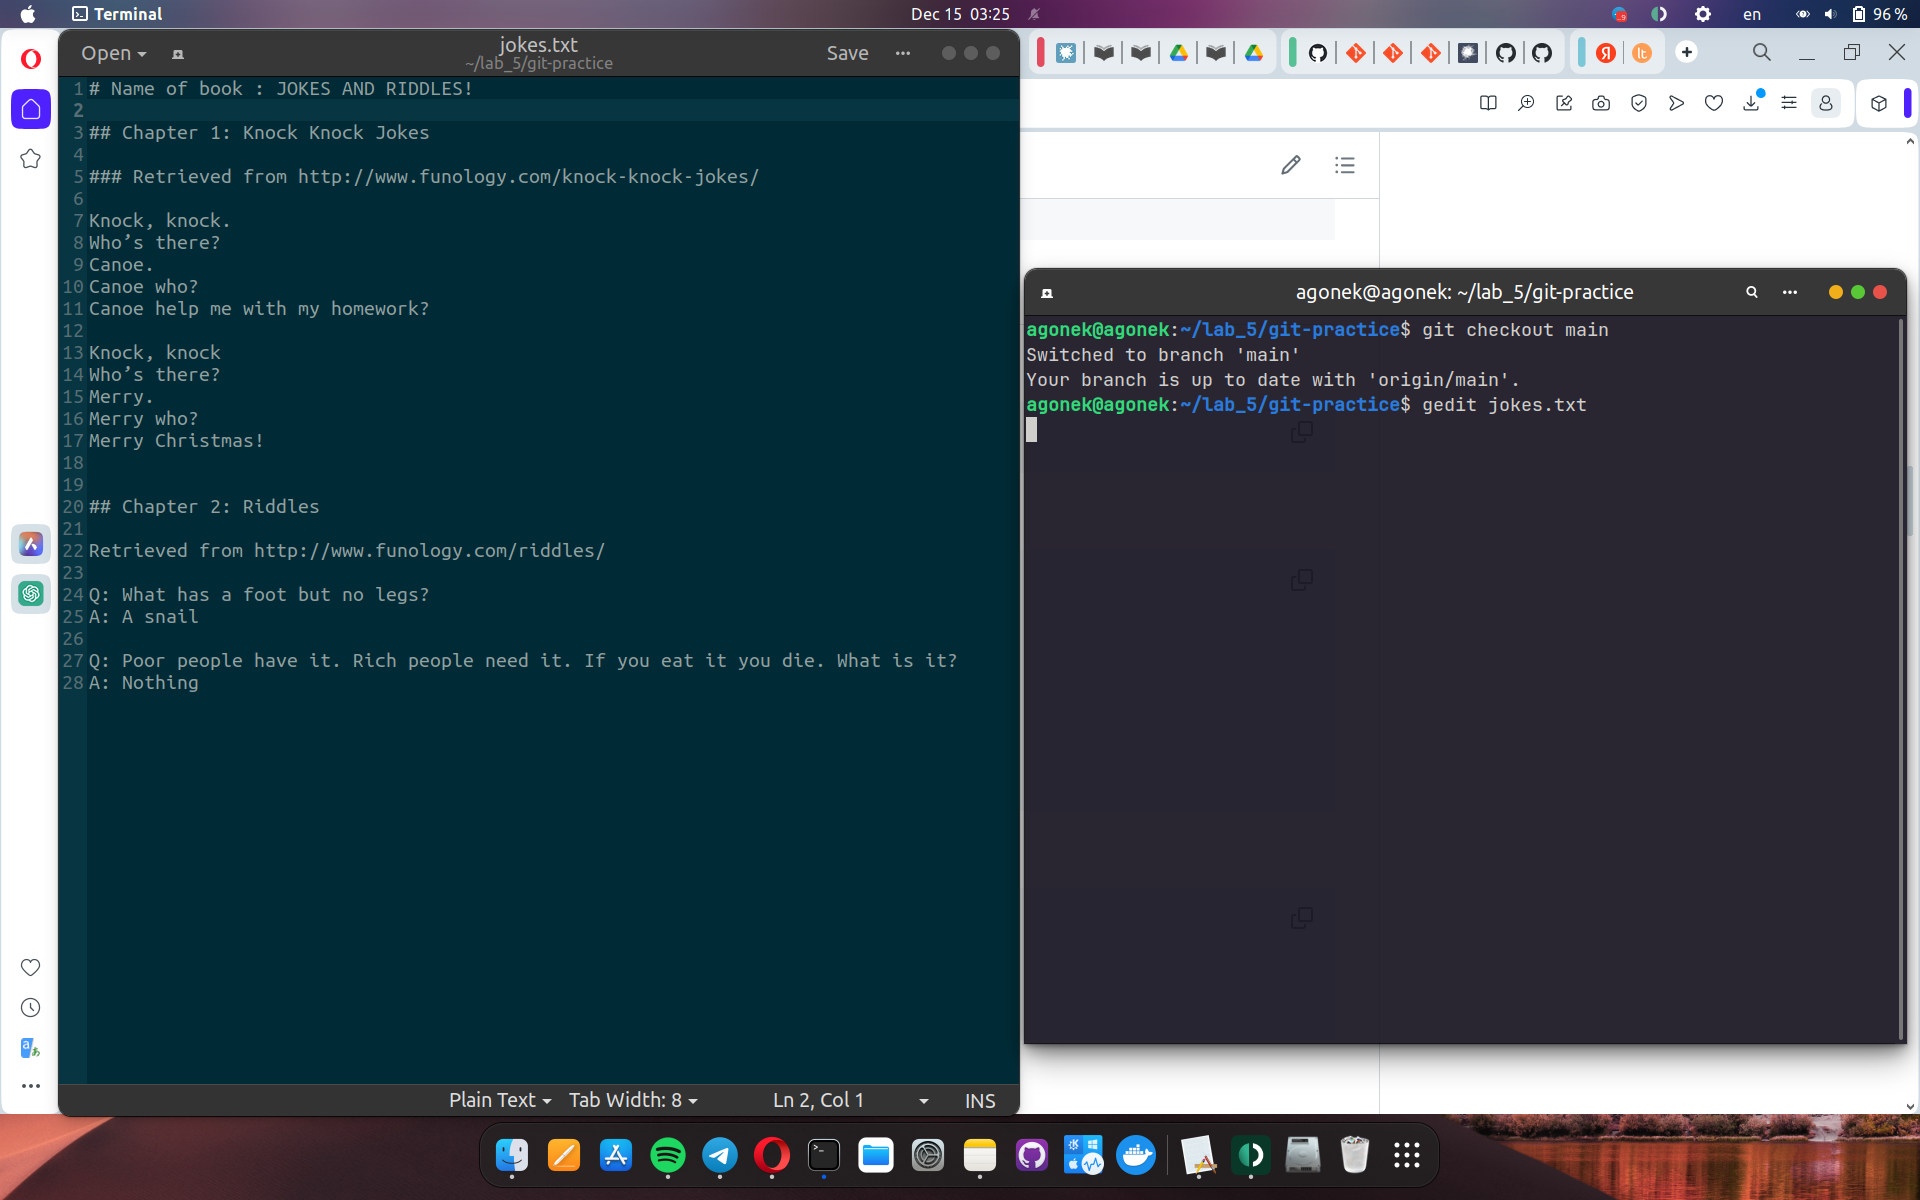 Terminal
Dec 15 03:25
en
96 %
Open
jokes.txt
~/lab_5/git-practice
Save
1 # Name of book : JOKES AND RIDDLES!
2
3 ## Chapter 1: Knock Knock Jokes
4
5 ### Retrieved from http://www.funology.com/knock-knock-jokes/
6
7 Knock, knock.
8 Who’s there?
9 Canoe.
10 Canoe who?
11 Canoe help me with my homework?
12
13 Knock, knock
14 Who’s there?
15 Merry.
16 Merry who?
17 Merry Christmas!
18
19
20 ## Chapter 2: Riddles
21
22 Retrieved from http://www.funology.com/riddles/
23
24 Q: What has a foot but no legs?
25 A: A snail
26
27 Q: Poor people have it. Rich people need it. If you eat it you die. What is it?
28 A: Nothing
Plain Text
Tab Width: 8
Ln 2, Col 1
INS
Я
lt
agonek@agonek: ~/lab_5/git-practice
agonek@agonek:~/lab_5/git-practice$ git checkout main
Switched to branch 'main'
Your branch is up to date with 'origin/main'.
agonek@agonek:~/lab_5/git-practice$ gedit jokes.txt